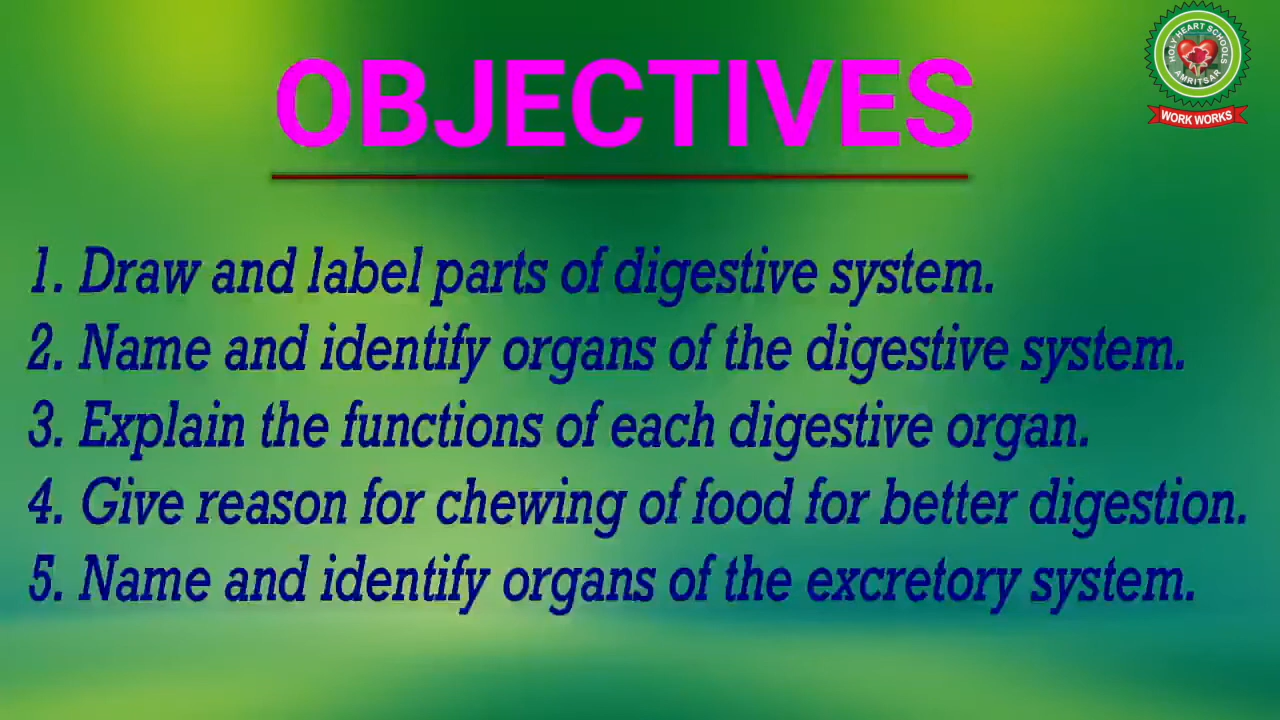 OBJECTIVES
HOLY HEART SCHOOLS
AMRITSAR
WORK WORKS
1. Draw and label parts of digestive system.
2. Name and identify organs of the digestive system.
3. Explain the functions of each digestive organ.
4. Give reason for chewing of food for better digestion.
5. Name and identify organs of the excretory system.